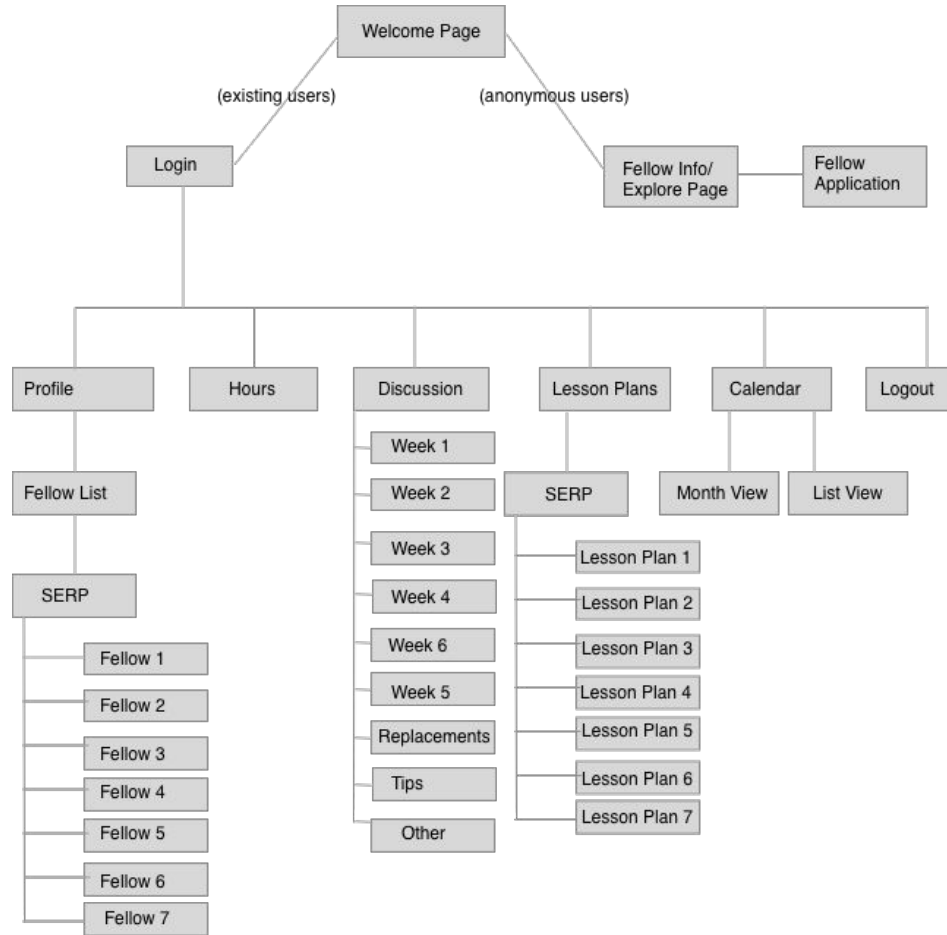 Welcome Page
(existing users)
(anonymous users)
Login
Fellow Info/
Explore Page
Fellow
Application
Profile
Hours
Discussion
Lesson Plans
Calendar
Logout
Fellow List
SERP
Fellow 1
Fellow 2
Fellow 3
Fellow 4
Fellow 5
Fellow 6
Fellow 7
Week 1
Week 2
Week 3
Week 4
Week 6
Week 5
Replacements
Tips
Other
SERP
Lesson Plan 1
Lesson Plan 2
Lesson Plan 3
Lesson Plan 4
Lesson Plan 5
Lesson Plan 6
Lesson Plan 7
Month View
List View